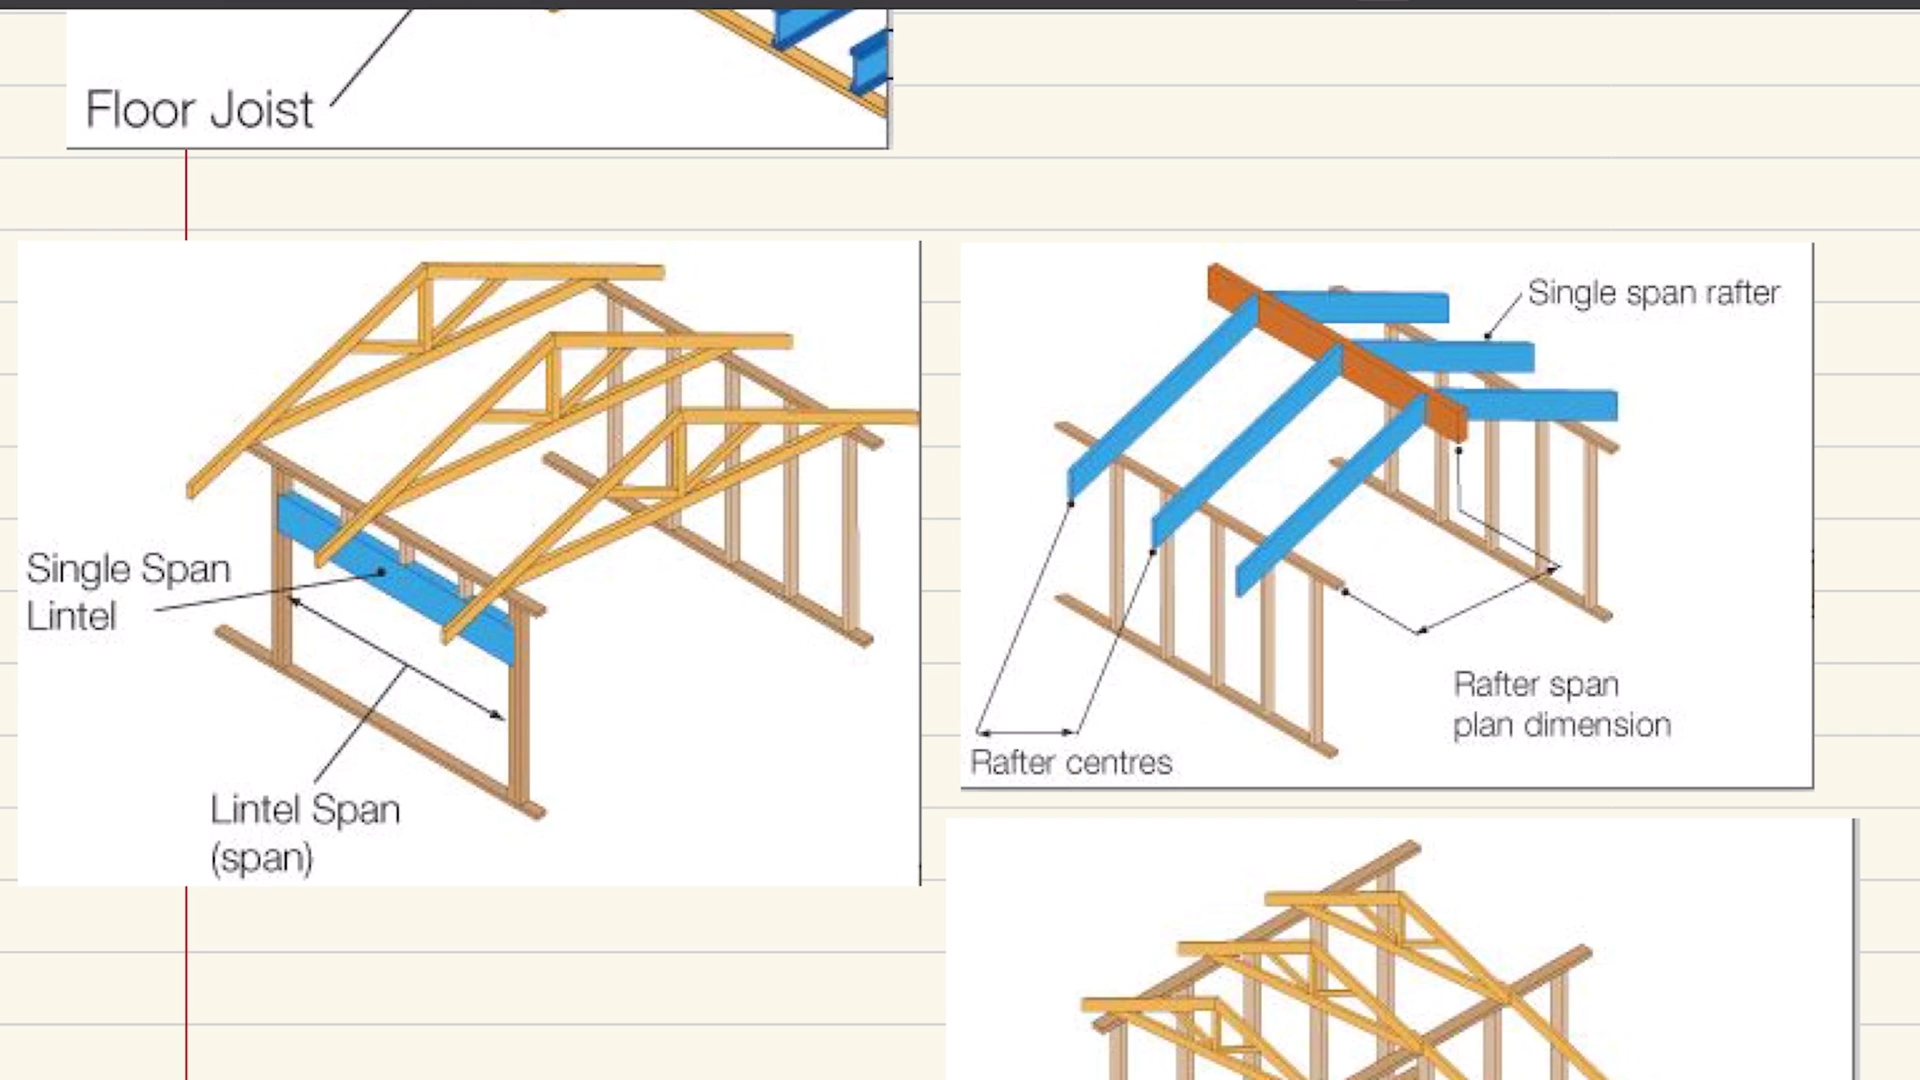 Floor Joist
Single Span
Lintel
Lintel Span
(span)
Single span rafter
Rafter span
plan dimension
Rafter centres